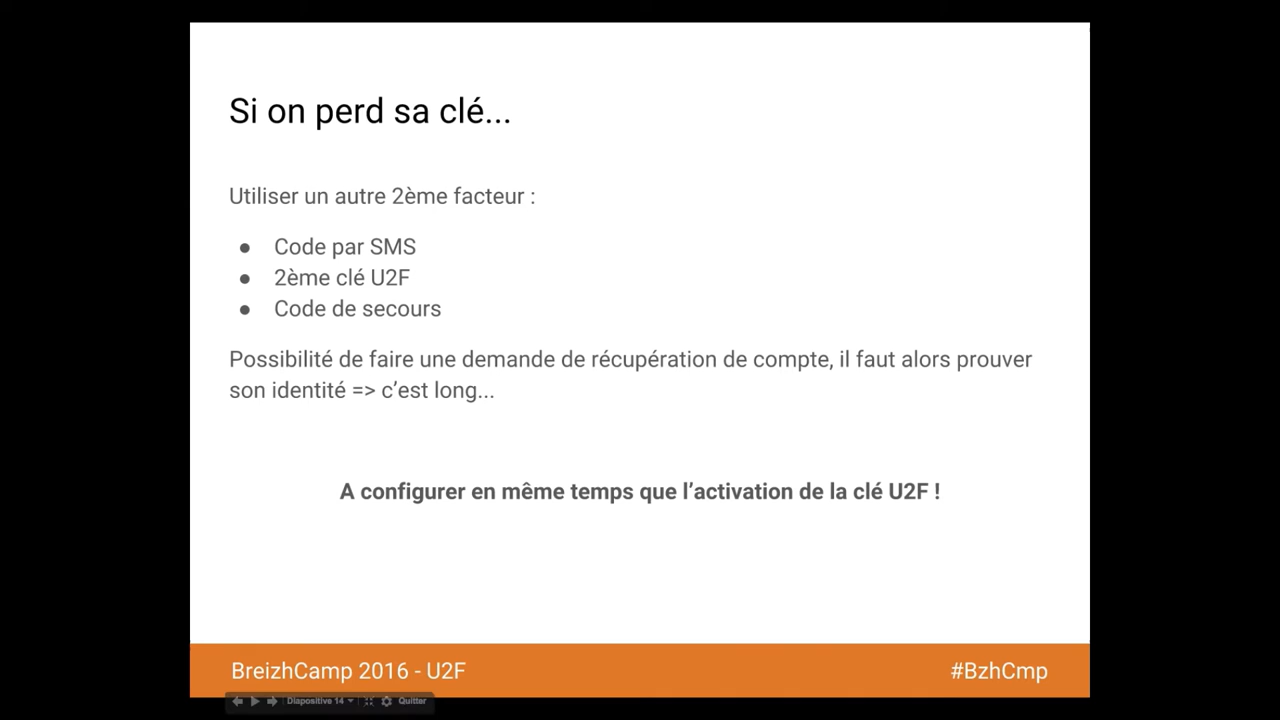 Si on perd sa clé...
Utiliser un autre 2ème facteur :
● Code par SMS
● 2ème clé U2F
● Code de secours
Possibilité de faire une demande de récupération de compte, il faut alors prouver
son identité => c’est long...
A configurer en même temps que l’activation de la clé U2F !
BreizhCamp 2016 - U2F
#BzhCmp
Diapositive 14
Quitter